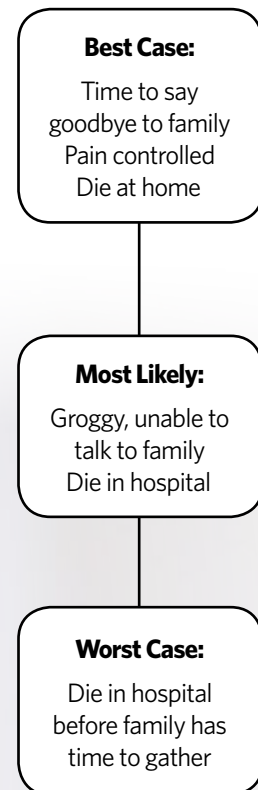 Best Case:
Time to say
goodbye to family
Pain controlled
Die at home
Most Likely:
Groggy, unable to
talk to family
Die in hospital
Worst Case:
Die in hospital
before family has
time to gather